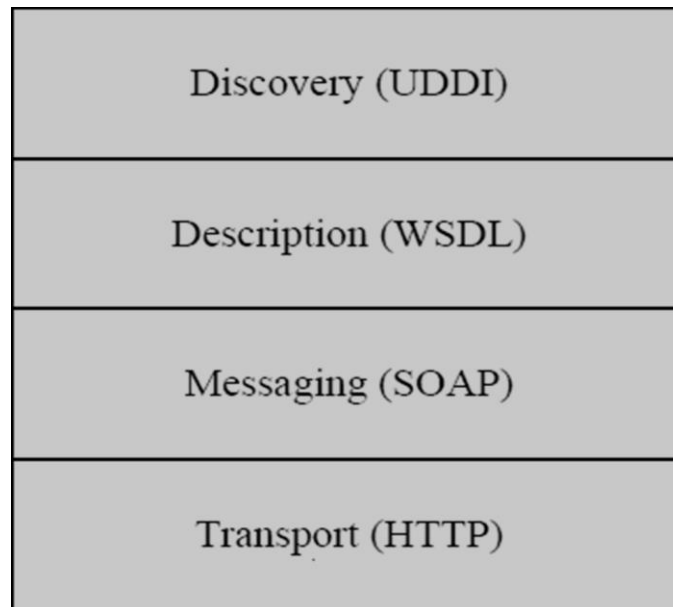 Discovery (UDDI)
Description (WSDL)
Messaging (SOAP)
Transport (HTTP)